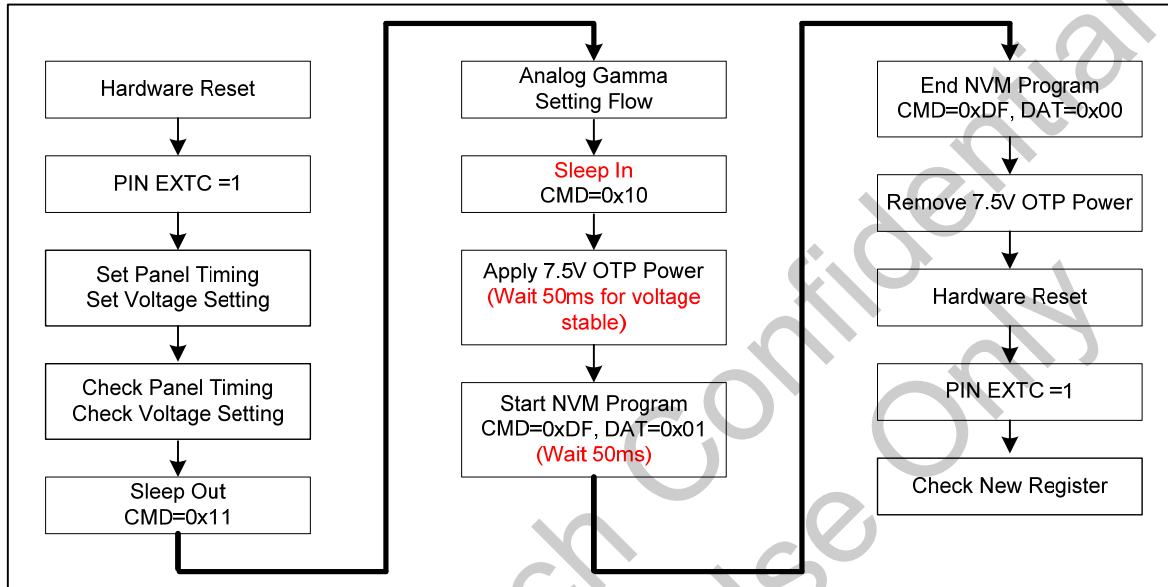 Hardware Reset
PIN EXTC =1
Set Panel Timing
Set Voltage Setting
Check Panel Timing
Check Voltage Setting
Sleep Out
CMD=0x11
Analog Gamma
Setting Flow
Sleep In
CMD=0x10
Apply 7.5V OTP Power
(Wait 50ms for voltage
stable)
Start NVM Program
CMD=0xDF, DAT=0x01
(Wait 50ms)
End NVM Program
CMD=0xDF, DAT=0x00
Remove 7.5V OTP Power
Hardware Reset
PIN EXTC =1
Check New Register
Confidential
Only